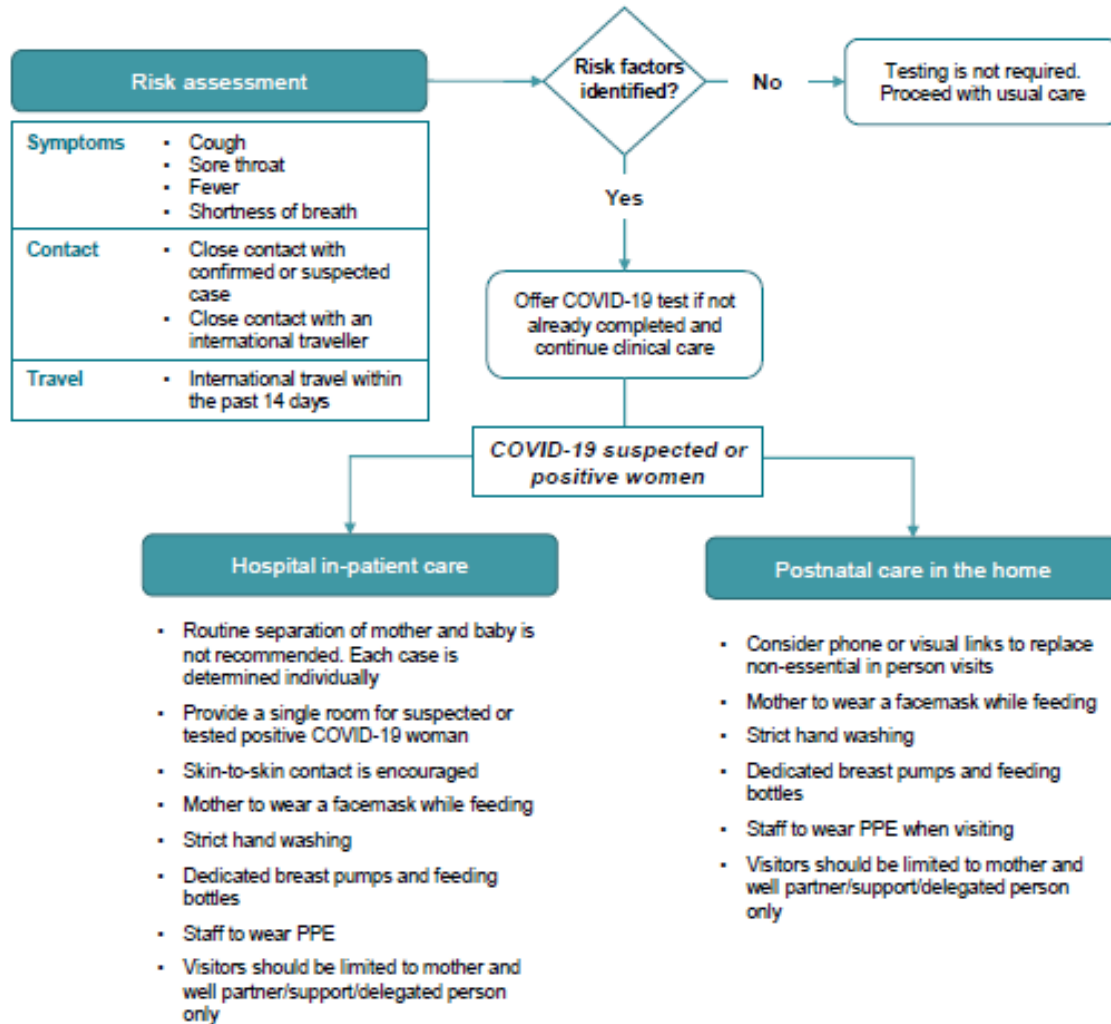 Risk assessment
Risk factors
identified?
No
Testing is not required.
Proceed with usual care
Symptoms
▪ Cough
▪ Sore throat
▪ Fever
▪ Shortness of breath
Contact
▪ Close contact with
confirmed or suspected
case
▪ Close contact with an
international traveller
Travel
▪ International travel within
the past 14 days
Yes
Offer COVID-19 test if not
already completed and
continue clinical care
COVID-19 suspected or
positive women
Hospital in-patient care
▪ Routine separation of mother and baby is
not recommended. Each case is
determined individually
▪ Provide a single room for suspected or
tested positive COVID-19 woman
▪ Skin-to-skin contact is encouraged
▪ Mother to wear a facemask while feeding
▪ Strict hand washing
▪ Dedicated breast pumps and feeding
bottles
▪ Staff to wear PPE
▪ Visitors should be limited to mother and
well partner/support/delegated person
only
Postnatal care in the home
▪ Consider phone or visual links to replace
non-essential in person visits
▪ Mother to wear a facemask while feeding
▪ Strict hand washing
▪ Dedicated breast pumps and feeding
bottles
▪ Staff to wear PPE when visiting
▪ Visitors should be limited to mother and
well partner/support/delegated person
only